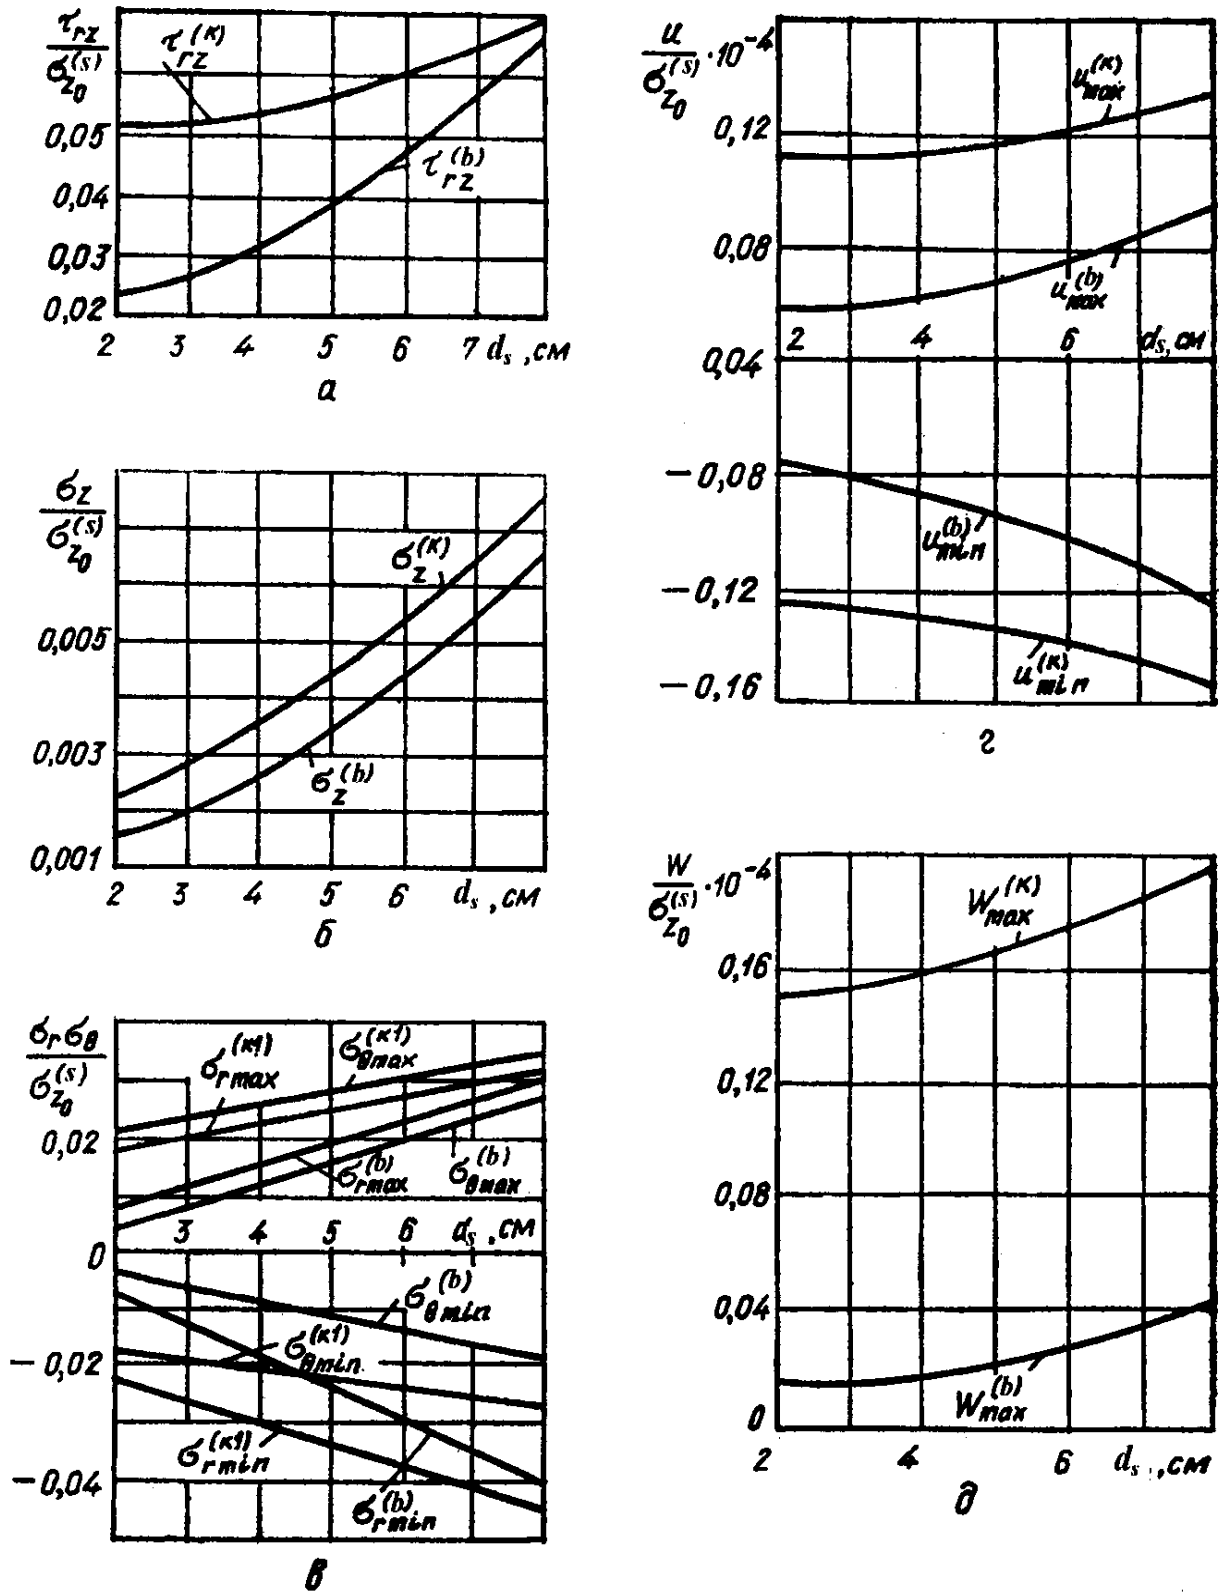 τrz / σz0(s)
τrz(к)
0,05
τrz(b)
0,04
0,03
0,02
2 3 4 5 6 7 ds, см
а
σz / σz0(s)
σz(к)
0,005
0,003
σz(b)
0,001
2 3 4 5 6 ds, см
б
σr σθ / σz0(s)
σrmax(к1)
σθmax(к1)
0,02
σrmax(b)
σθmax(b)
3 4 5 6 ds, см
0
σθmin(b)
σθmin(к1)
-0,02
σrmin(к1)
-0,04
σrmin(b)
в
u / σz0(s) · 10-4
umax(к)
0,12
0,08
umax(b)
2 4 6 ds, см
0,04
-0,08
umin(b)
-0,12
umin(к)
-0,16
г
W / σz0(s) · 10-4
Wmax(к)
0,16
0,12
0,08
0,04
Wmax(b)
0
2 4 6 ds, см
д